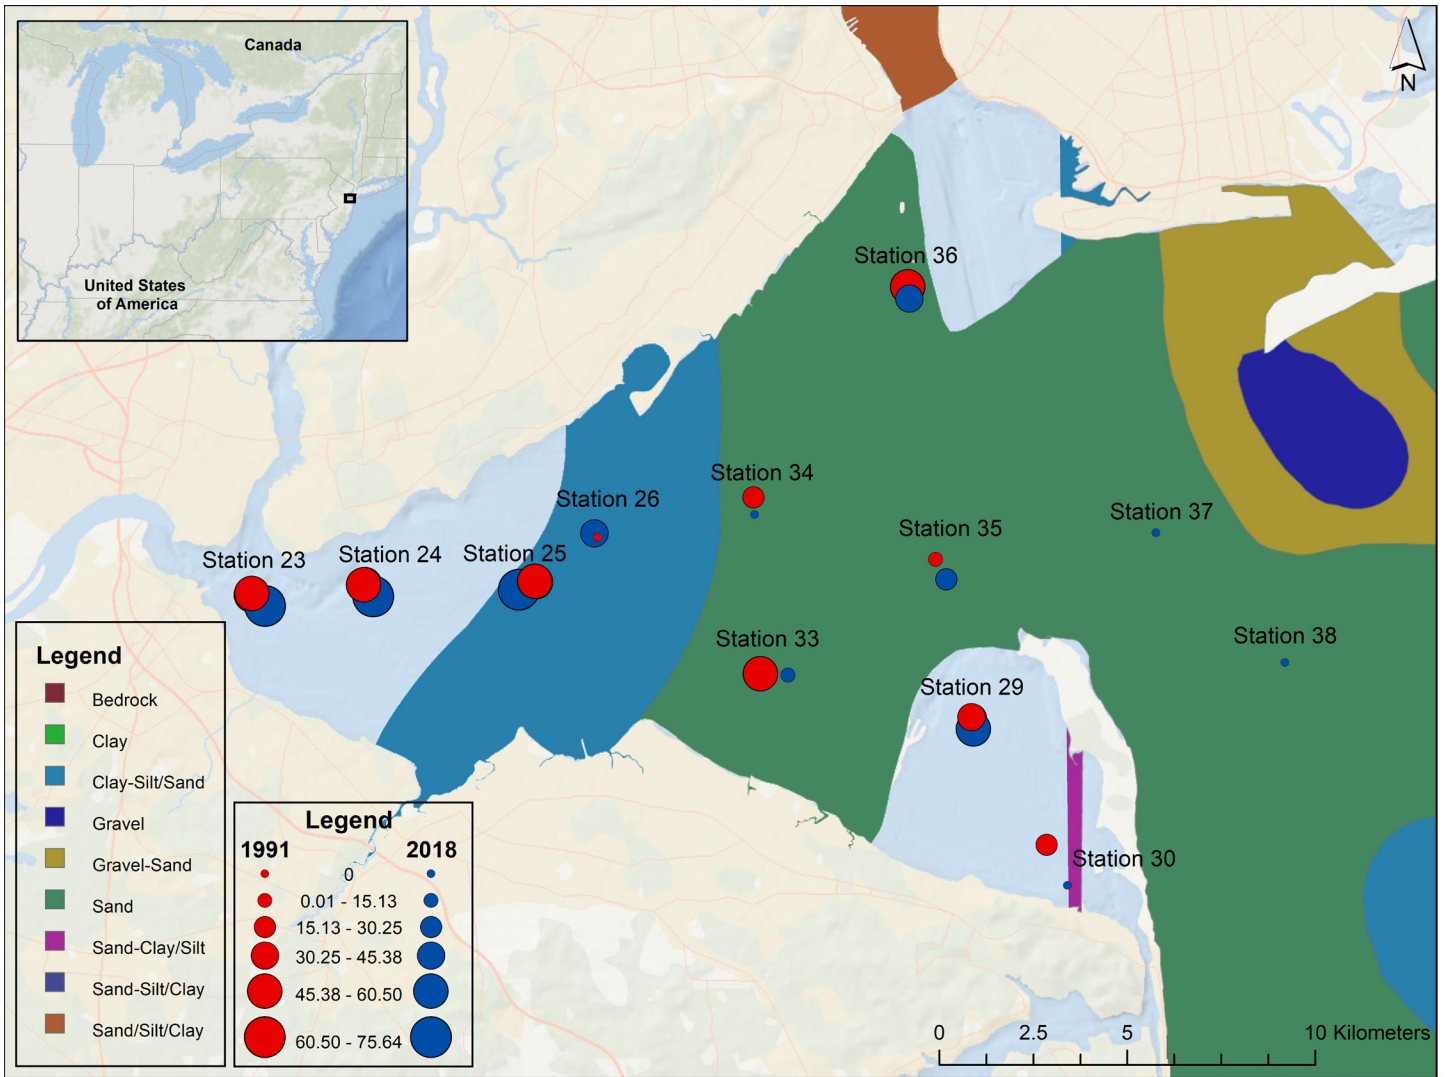 Canada
United States
of America
N
Station 36
Station 34
Station 26
Station 37
Station 35
Station 25
Station 24
Station 23
Station 33
Station 38
Station 29
Station 30
Legend
Bedrock
Clay
Clay-Silt/Sand
Gravel
Gravel-Sand
Sand
Sand-Clay/Silt
Sand-Silt/Clay
Sand/Silt/Clay
Legend
1991 2018
0
0.01 - 15.13
15.13 - 30.25
30.25 - 45.38
45.38 - 60.50
60.50 - 75.64
0 2.5 5 10 Kilometers